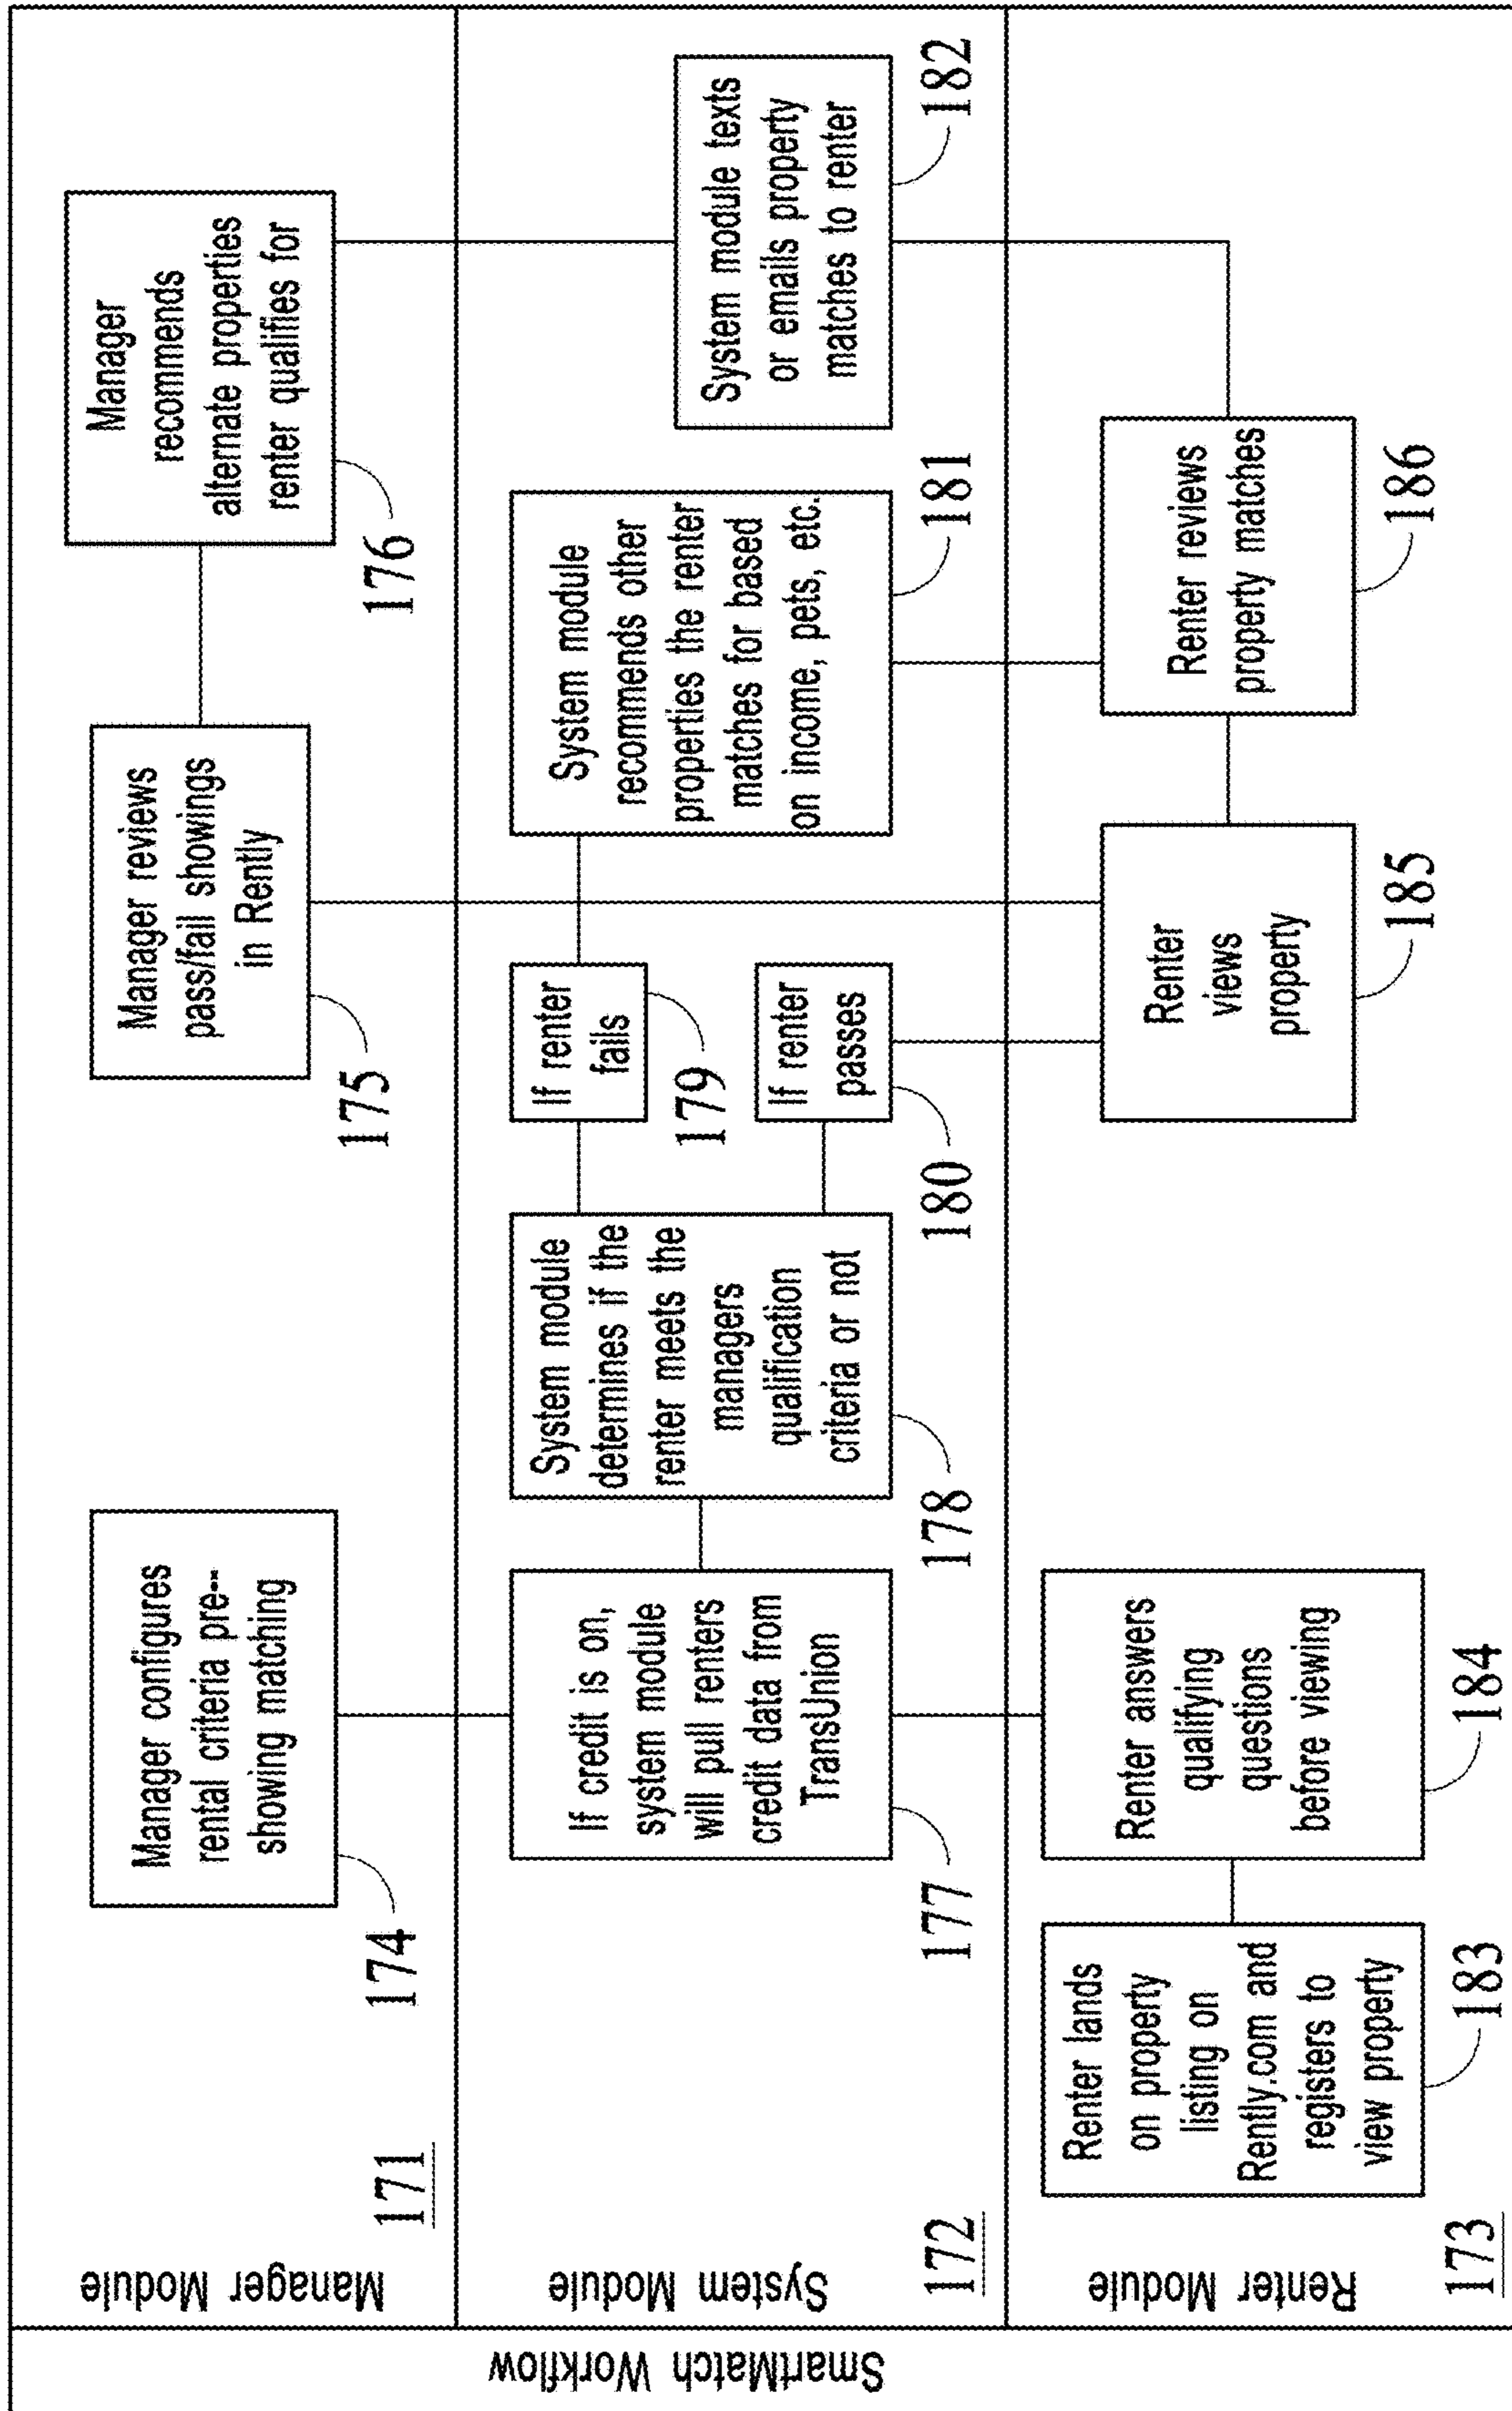 SmartMatch Workflow
Manager Module
171
Manager configures
rental criteria pre--
showing matching
174
Manager reviews
pass/fail showings
in Rently
175
Manager
recommends
alternate properties
renter qualifies for
176
System Module
172
If credit is on,
system module
will pull renters
credit data from
TransUnion
177
System module
determines if the
renter meets the
managers
qualification
criteria or not
178
If renter
fails
179
If renter
passes
180
System module
recommends other
properties the renter
matches for based
on income, pets, etc.
181
System module texts
or emails property
matches to renter
182
Renter Module
173
Renter lands
on property
listing on
Rently.com and
registers to
view property
183
Renter answers
qualifying
questions
before viewing
184
Renter
views
property
185
Renter reviews
property matches
186